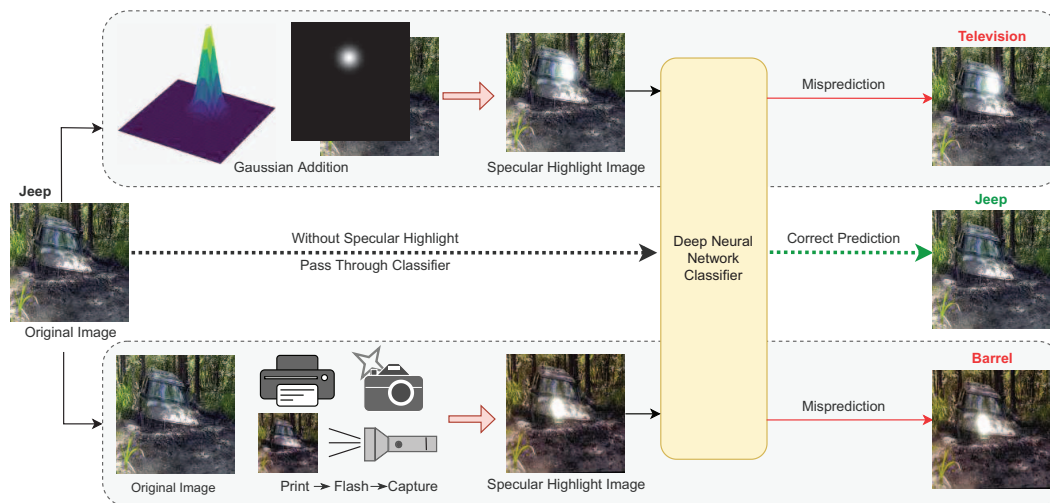 Television
Misprediction
Gaussian Addition
Specular Highlight Image
Jeep
Jeep
Without Specular Highlight
Pass Through Classifier
Deep Neural
Network
Classifier
Correct Prediction
Original Image
Barrel
Misprediction
Original Image
Print → Flash → Capture
Specular Highlight Image